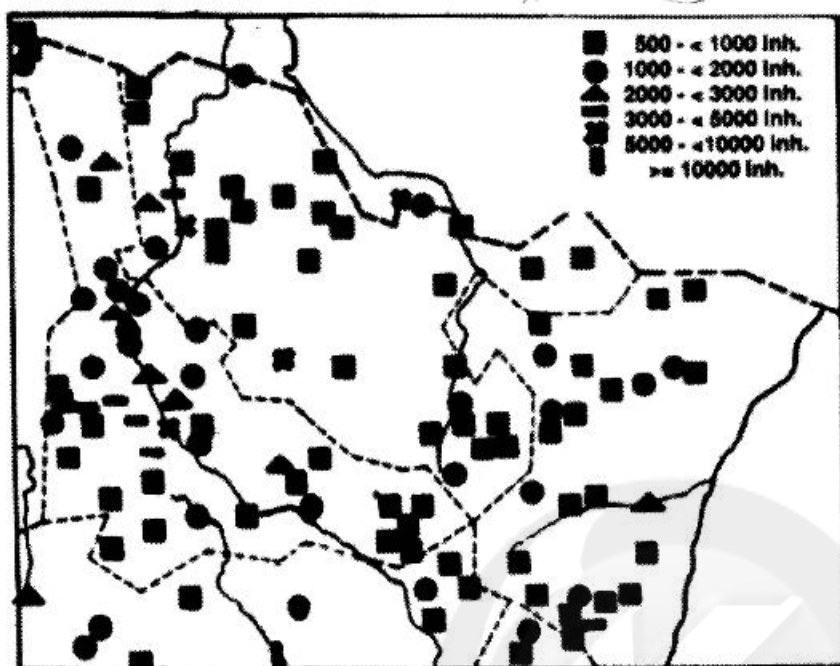 500 - < 1000 Inh.
1000 - < 2000 Inh.
2000 - < 3000 Inh.
3000 - < 5000 Inh.
5000 - <10000 Inh.
>= 10000 Inh.